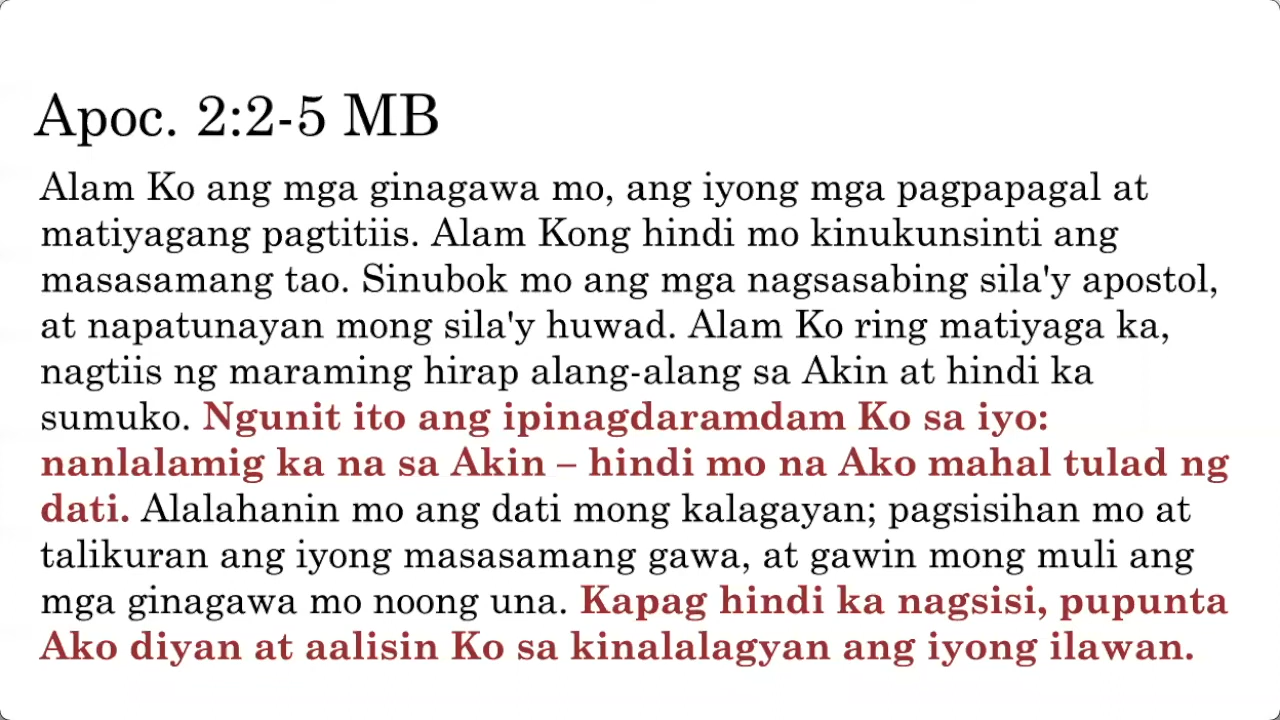 Apoc. 2:2-5 MB
Alam Ko ang mga ginagawa mo, ang iyong mga pagpapagal at
matiyagang pagtitiis. Alam Kong hindi mo kinukunsinti ang
masasamang tao. Sinubok mo ang mga nagsasabing sila'y apostol,
at napatunayan mong sila'y huwad. Alam Ko ring matiyaga ka,
nagtiis ng maraming hirap alang-alang sa Akin at hindi ka
sumuko. Ngunit ito ang ipinagdaramdam Ko sa iyo:
nanlalamig ka na sa Akin – hindi mo na Ako mahal tulad ng
dati. Alalahanin mo ang dati mong kalagayan; pagsisihan mo at
talikuran ang iyong masasamang gawa, at gawin mong muli ang
mga ginagawa mo noong una. Kapag hindi ka nagsisi, pupunta
Ako diyan at aalisin Ko sa kinalalagyan ang iyong ilawan.